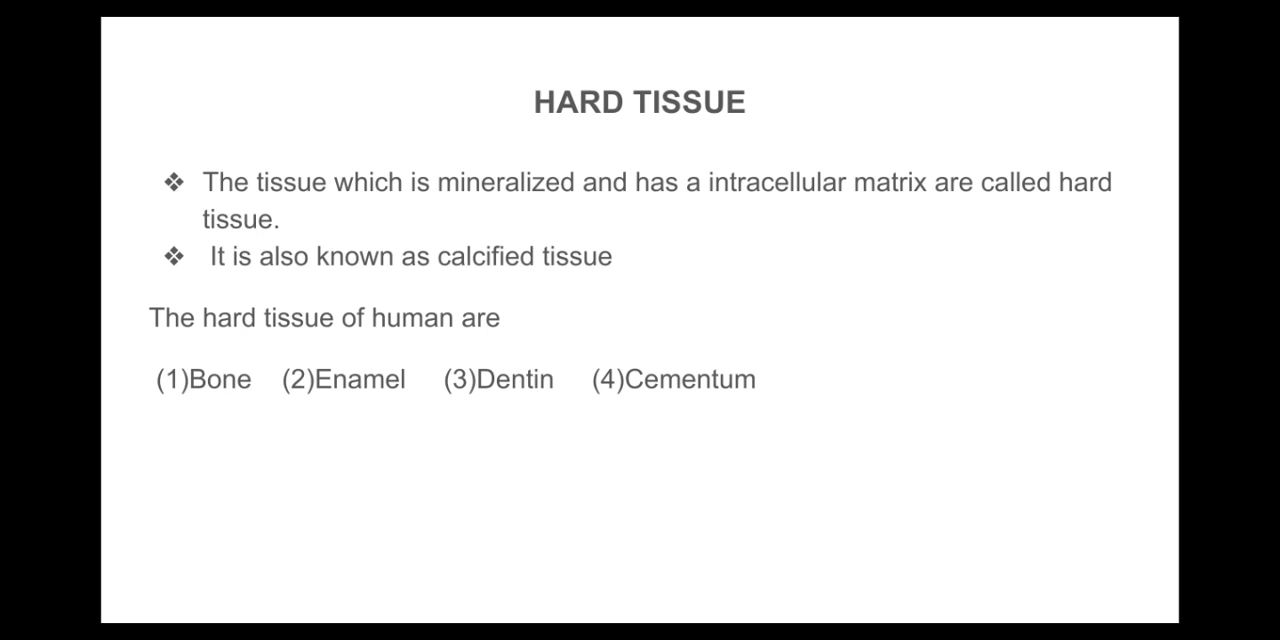 HARD TISSUE
❖ The tissue which is mineralized and has a intracellular matrix are called hard
tissue.
❖ It is also known as calcified tissue
The hard tissue of human are
(1)Bone (2)Enamel (3)Dentin (4)Cementum